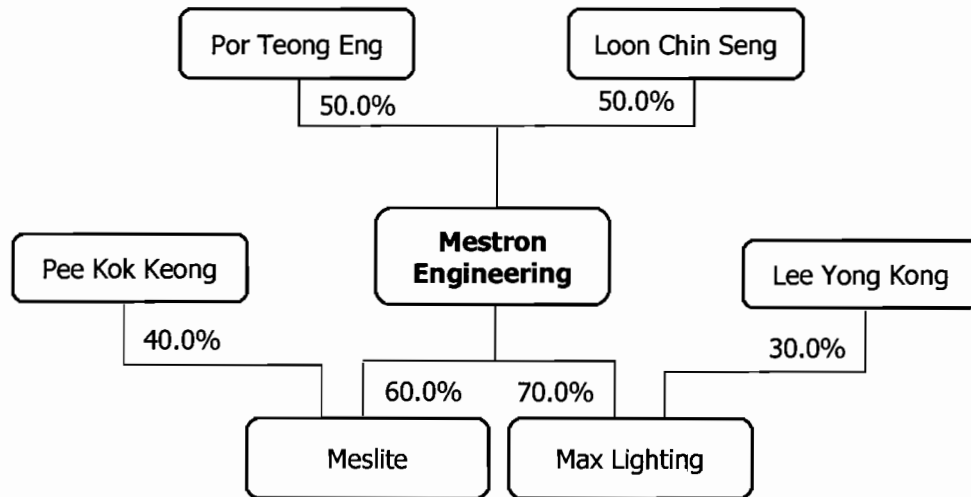 Por Teong Eng
Loon Chin Seng
50.0%
50.0%
Mestron
Engineering
Pee Kok Keong
Lee Yong Kong
40.0%
30.0%
60.0%
70.0%
Meslite
Max Lighting